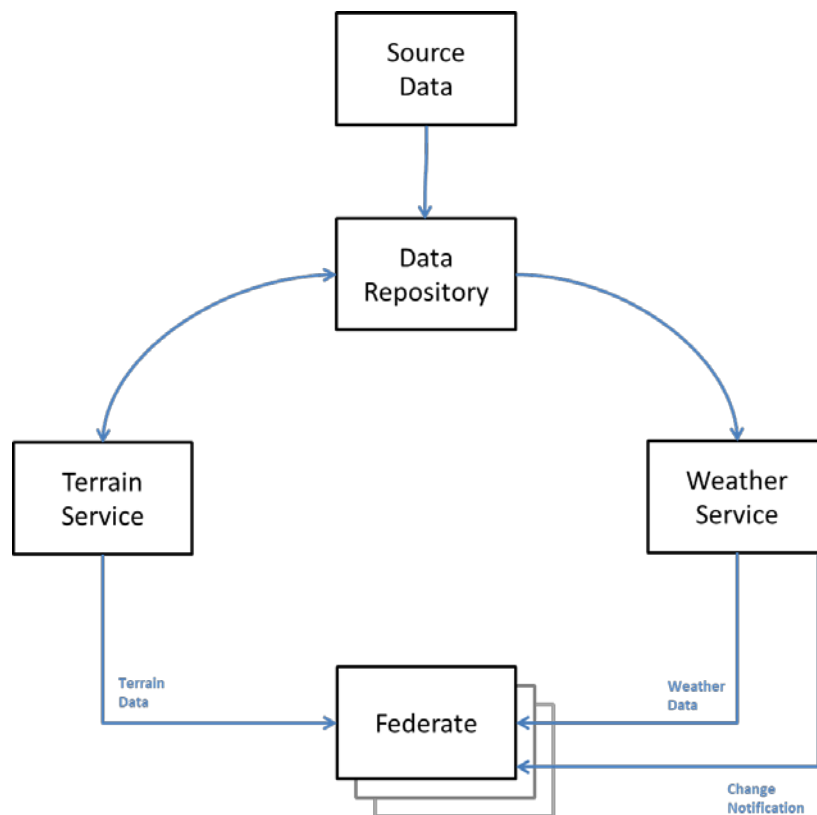 Source
Data
Data
Repository
Terrain
Service
Weather
Service
Terrain
Data
Federate
Weather
Data
Change
Notification